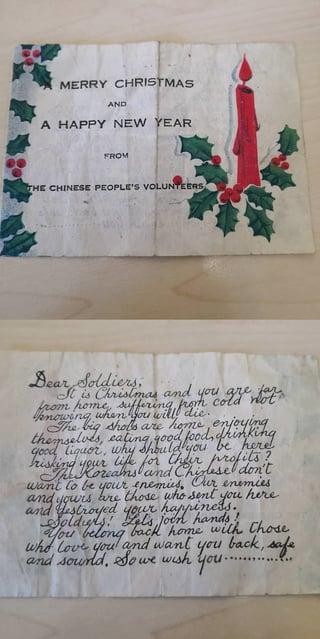 A MERRY CHRISTMAS
AND
A HAPPY NEW YEAR
FROM
THE CHINESE PEOPLE'S VOLUNTEERS
Dear Soldiers,
It is Christmas and you are far
from home, suffering from cold not
knowing when you will die.
The big shots are home, enjoying
themselves, eating good food, drinking
good liquor, why should you be here
risking your life for their profits?
The Koreans and Chinese don't
want to be your enemies. Our enemies
and yours are those who sent you here
and destroyed your happiness.
Soldiers! Let's join hands!
You belong back home with those
who love you and want you back, safe
and sound. So we wish you..............